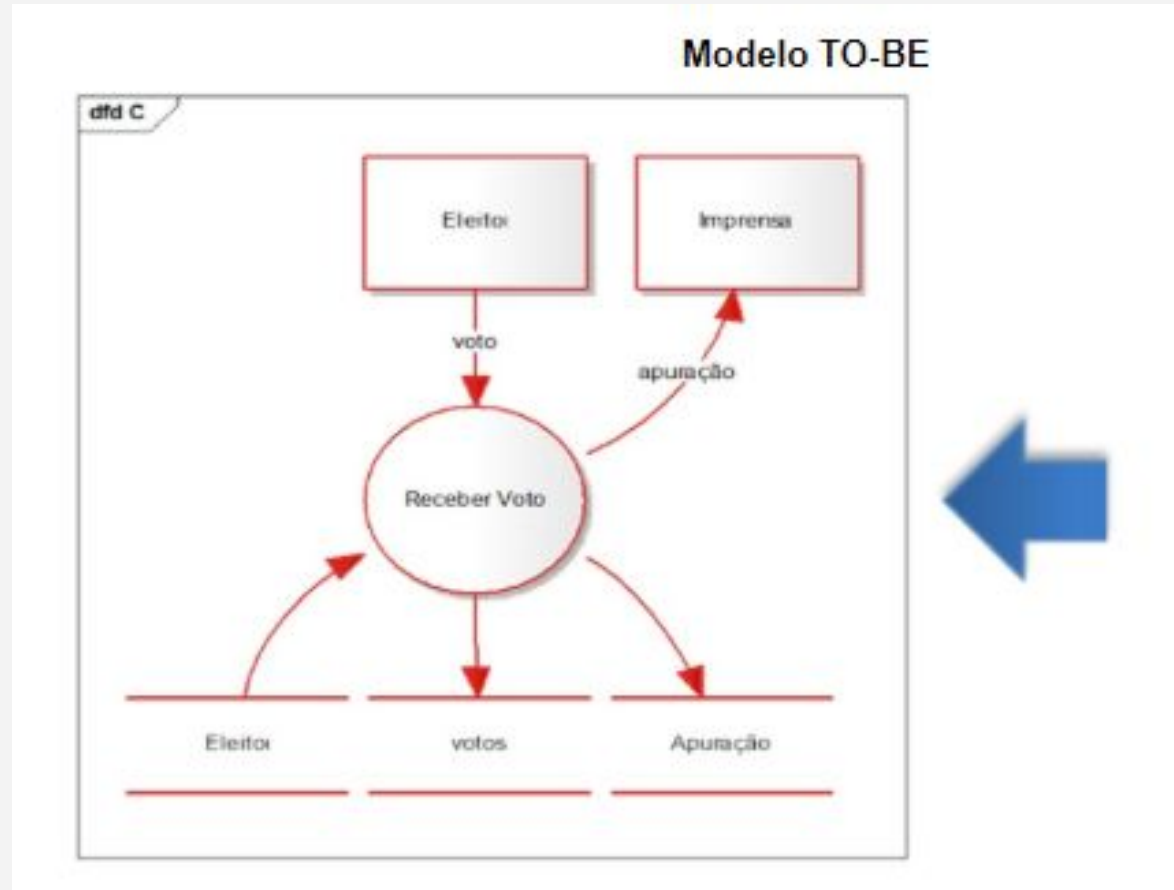 Modelo TO-BE
dfd C
Eleitor
Imprensa
voto
apuração
Receber Voto
Eleitor
votos
Apuração